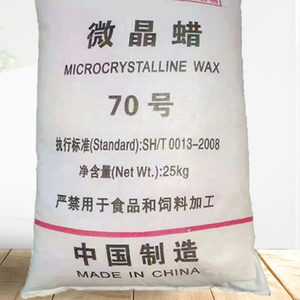 微晶蜡
MICROCRYSTALLINE WAX
70号
执行标准(Standard):SH/T 0013-2008
净含量(Net Wt.):25kg
严禁用于食品和饲料加工
中国制造
MADE IN CHINA